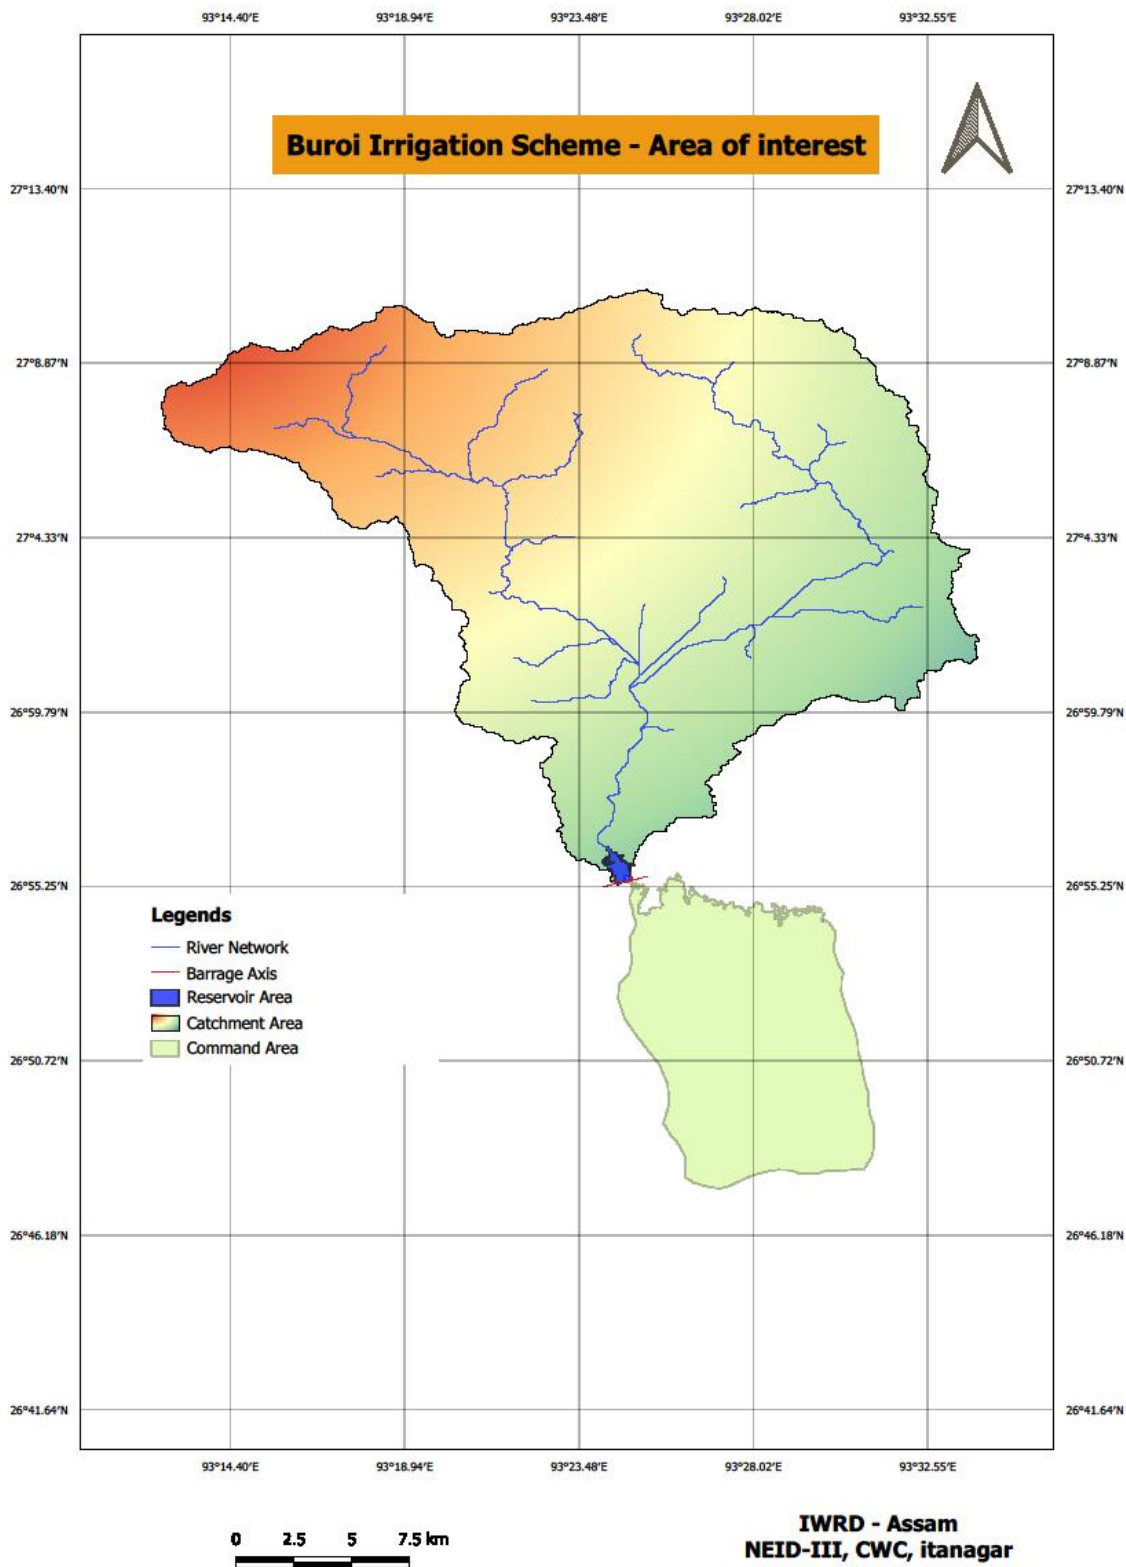 93°14.40'E 93°18.94'E 93°23.48'E 93°28.02'E 93°32.55'E
Buroi Irrigation Scheme - Area of interest
27°13.40'N 27°13.40'N
27°8.87'N 27°8.87'N
27°4.33'N 27°4.33'N
26°59.79'N 26°59.79'N
26°55.25'N 26°55.25'N
Legends
River Network
Barrage Axis
Reservoir Area
Catchment Area
Command Area
26°50.72'N 26°50.72'N
26°46.18'N 26°46.18'N
26°41.64'N 26°41.64'N
93°14.40'E 93°18.94'E 93°23.48'E 93°28.02'E 93°32.55'E
0 2.5 5 7.5 km
IWRD - Assam
NEID-III, CWC, itanagar